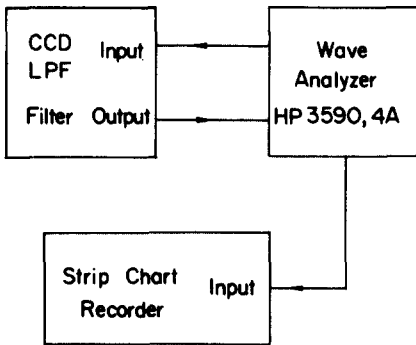 CCD Input
LPF
Filter Output
Wave
Analyzer
HP 3590, 4A
Strip Chart Input
Recorder